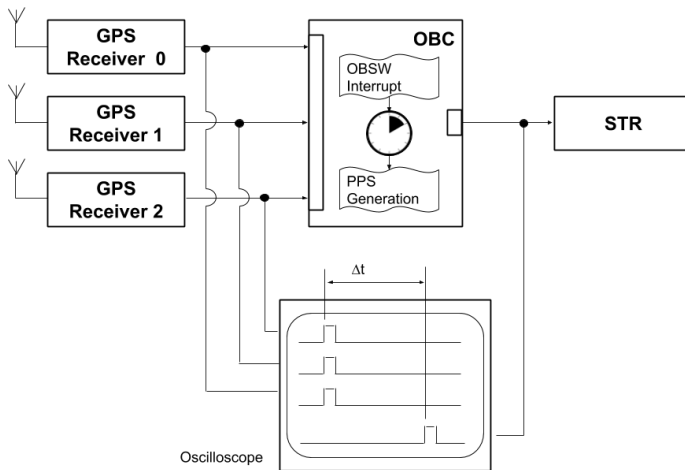 GPS
Receiver 0
GPS
Receiver 1
GPS
Receiver 2
OBC
OBSW
Interrupt
PPS
Generation
STR
Δt
Oscilloscope